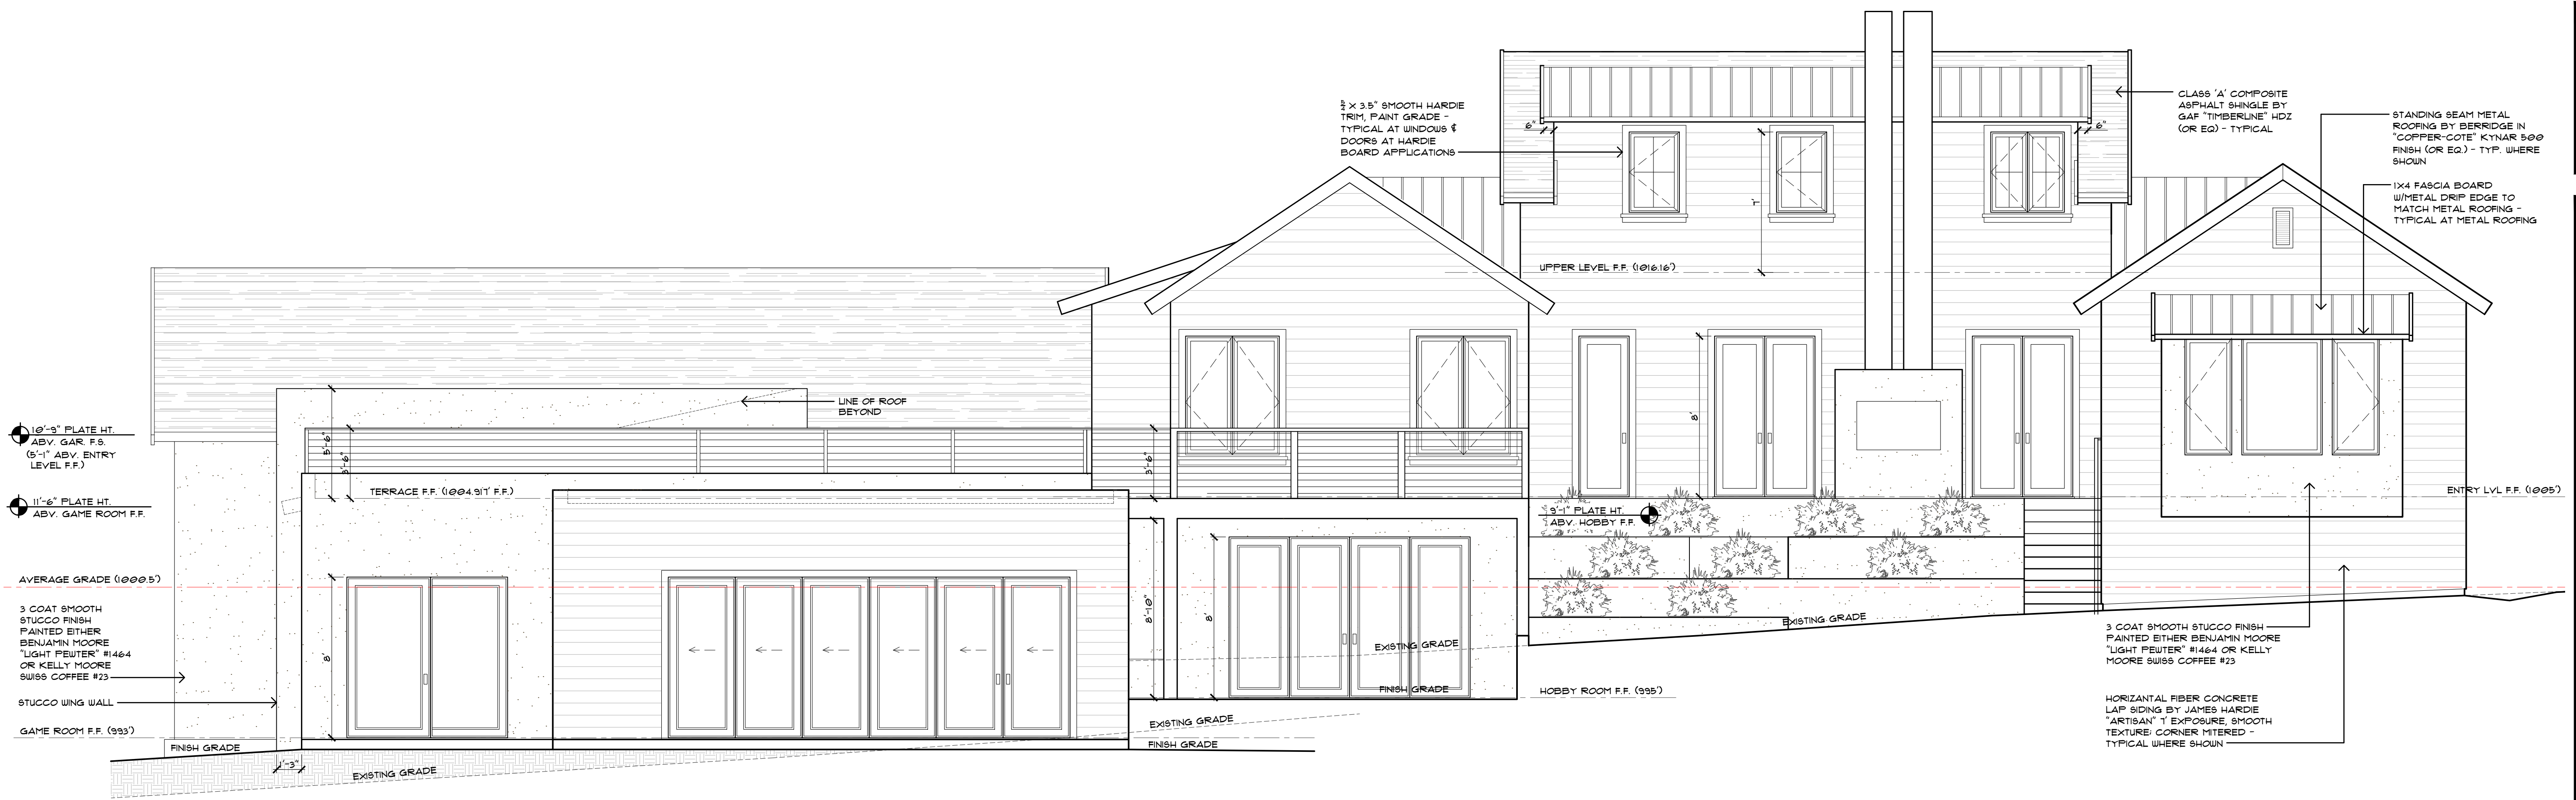 5/4 X 3.5" SMOOTH HARDIE
TRIM, PAINT GRADE -
TYPICAL AT WINDOWS &
DOORS AT HARDIE
BOARD APPLICATIONS
6"
6"
CLASS 'A' COMPOSITE
ASPHALT SHINGLE BY
GAF "TIMBERLINE" HDZ
(OR EQ) - TYPICAL
STANDING SEAM METAL
ROOFING BY BERRIDGE IN
"COPPER-COTE" KYNAR 500
FINISH (OR EQ.) - TYP. WHERE
SHOWN
1X4 FASCIA BOARD
W/METAL DRIP EDGE TO
MATCH METAL ROOFING -
TYPICAL AT METAL ROOFING
7'
UPPER LEVEL F.F. (1016.16')
LINE OF ROOF
BEYOND
10'-9" PLATE HT.
ABV. GAR. F.S.
(5'-1" ABV. ENTRY
LEVEL F.F.)
5'-6"
3'-6"
3'-6"
8'
TERRACE F.F. (1004.917' F.F.)
ENTRY LVL F.F. (1005')
11'-6" PLATE HT.
ABV. GAME ROOM F.F.
9'-1" PLATE HT.
ABV. HOBBY F.F.
AVERAGE GRADE (1000.5')
3 COAT SMOOTH
STUCCO FINISH
PAINTED EITHER
BENJAMIN MOORE
"LIGHT PEWTER" #1464
OR KELLY MOORE
SWISS COFFEE #23
STUCCO WING WALL
GAME ROOM F.F. (993')
FINISH GRADE
1'-3"
EXISTING GRADE
8'
8'-10"
8'
EXISTING GRADE
FINISH GRADE
EXISTING GRADE
FINISH GRADE
HOBBY ROOM F.F. (995')
EXISTING GRADE
3 COAT SMOOTH STUCCO FINISH
PAINTED EITHER BENJAMIN MOORE
"LIGHT PEWTER" #1464 OR KELLY
MOORE SWISS COFFEE #23
HORIZANTAL FIBER CONCRETE
LAP SIDING BY JAMES HARDIE
"ARTISAN" 7' EXPOSURE, SMOOTH
TEXTURE; CORNER MITERED -
TYPICAL WHERE SHOWN